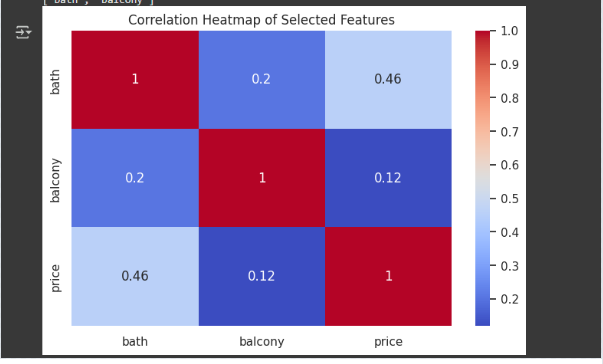 ['bath', 'balcony']
Correlation Heatmap of Selected Features
1.0
bath 1 0.2 0.46
0.9
0.8
0.7
balcony 0.2 1 0.12
0.6
0.5
0.4
price 0.46 0.12 1
0.3
0.2
bath balcony price